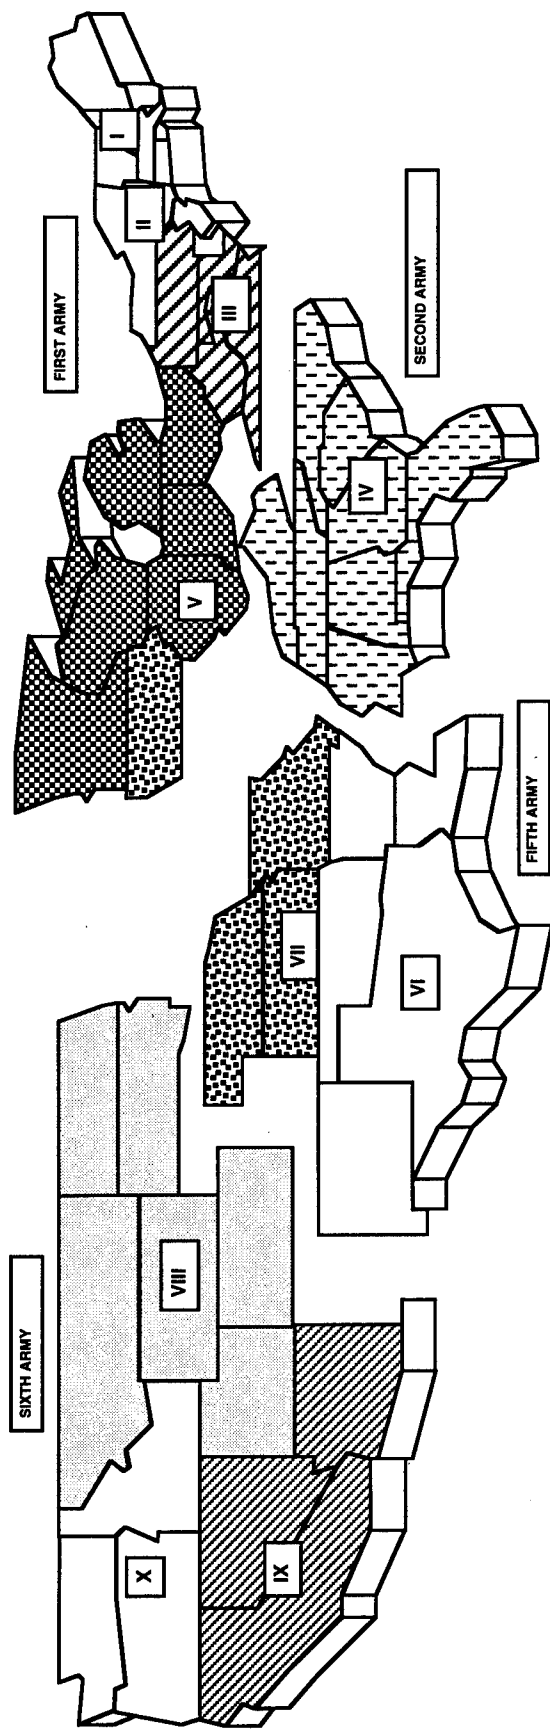 SIXTH ARMY
FIRST ARMY
I
II
X
VIII
V
III
IX
VII
IV
VI
SECOND ARMY
FIFTH ARMY